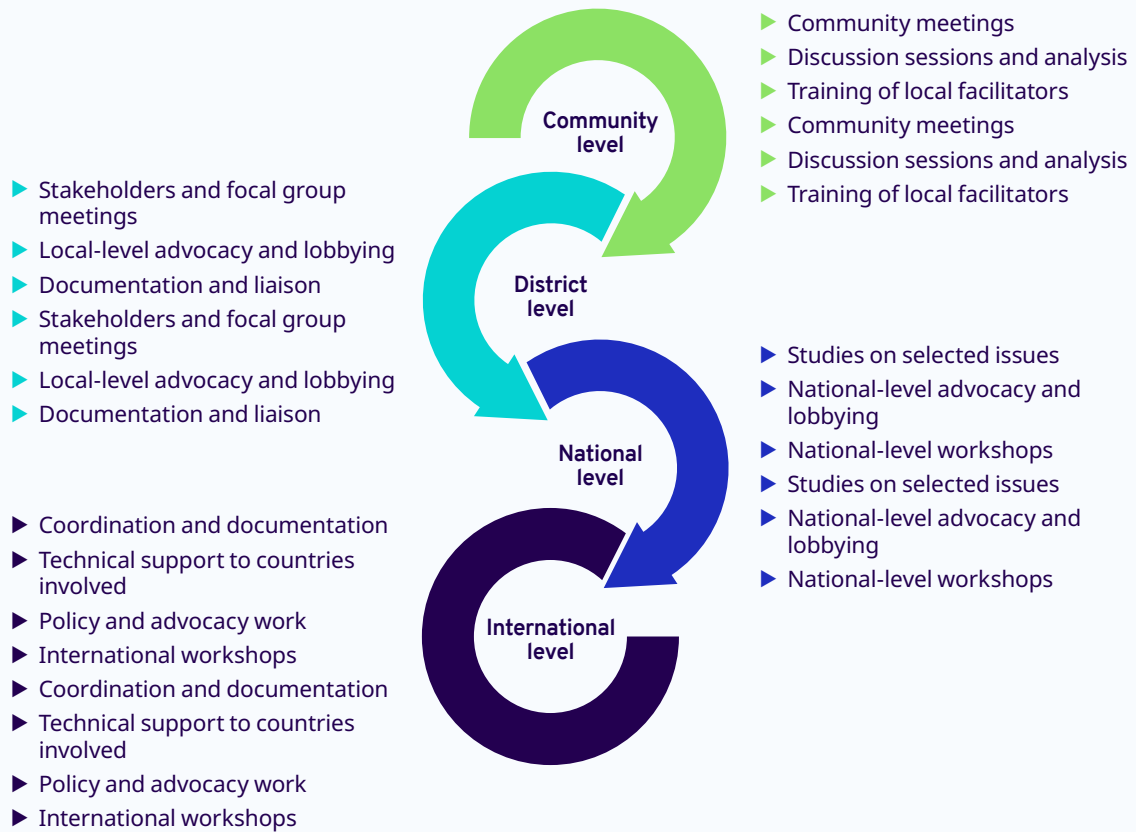 Community
level
Community meetings
Discussion sessions and analysis
Training of local facilitators
Community meetings
Discussion sessions and analysis
Training of local facilitators
District
level
Stakeholders and focal group
meetings
Local-level advocacy and lobbying
Documentation and liaison
Stakeholders and focal group
meetings
Local-level advocacy and lobbying
Documentation and liaison
National
level
Studies on selected issues
National-level advocacy and
lobbying
National-level workshops
Studies on selected issues
National-level advocacy and
lobbying
National-level workshops
International
level
Coordination and documentation
Technical support to countries
involved
Policy and advocacy work
International workshops
Coordination and documentation
Technical support to countries
involved
Policy and advocacy work
International workshops